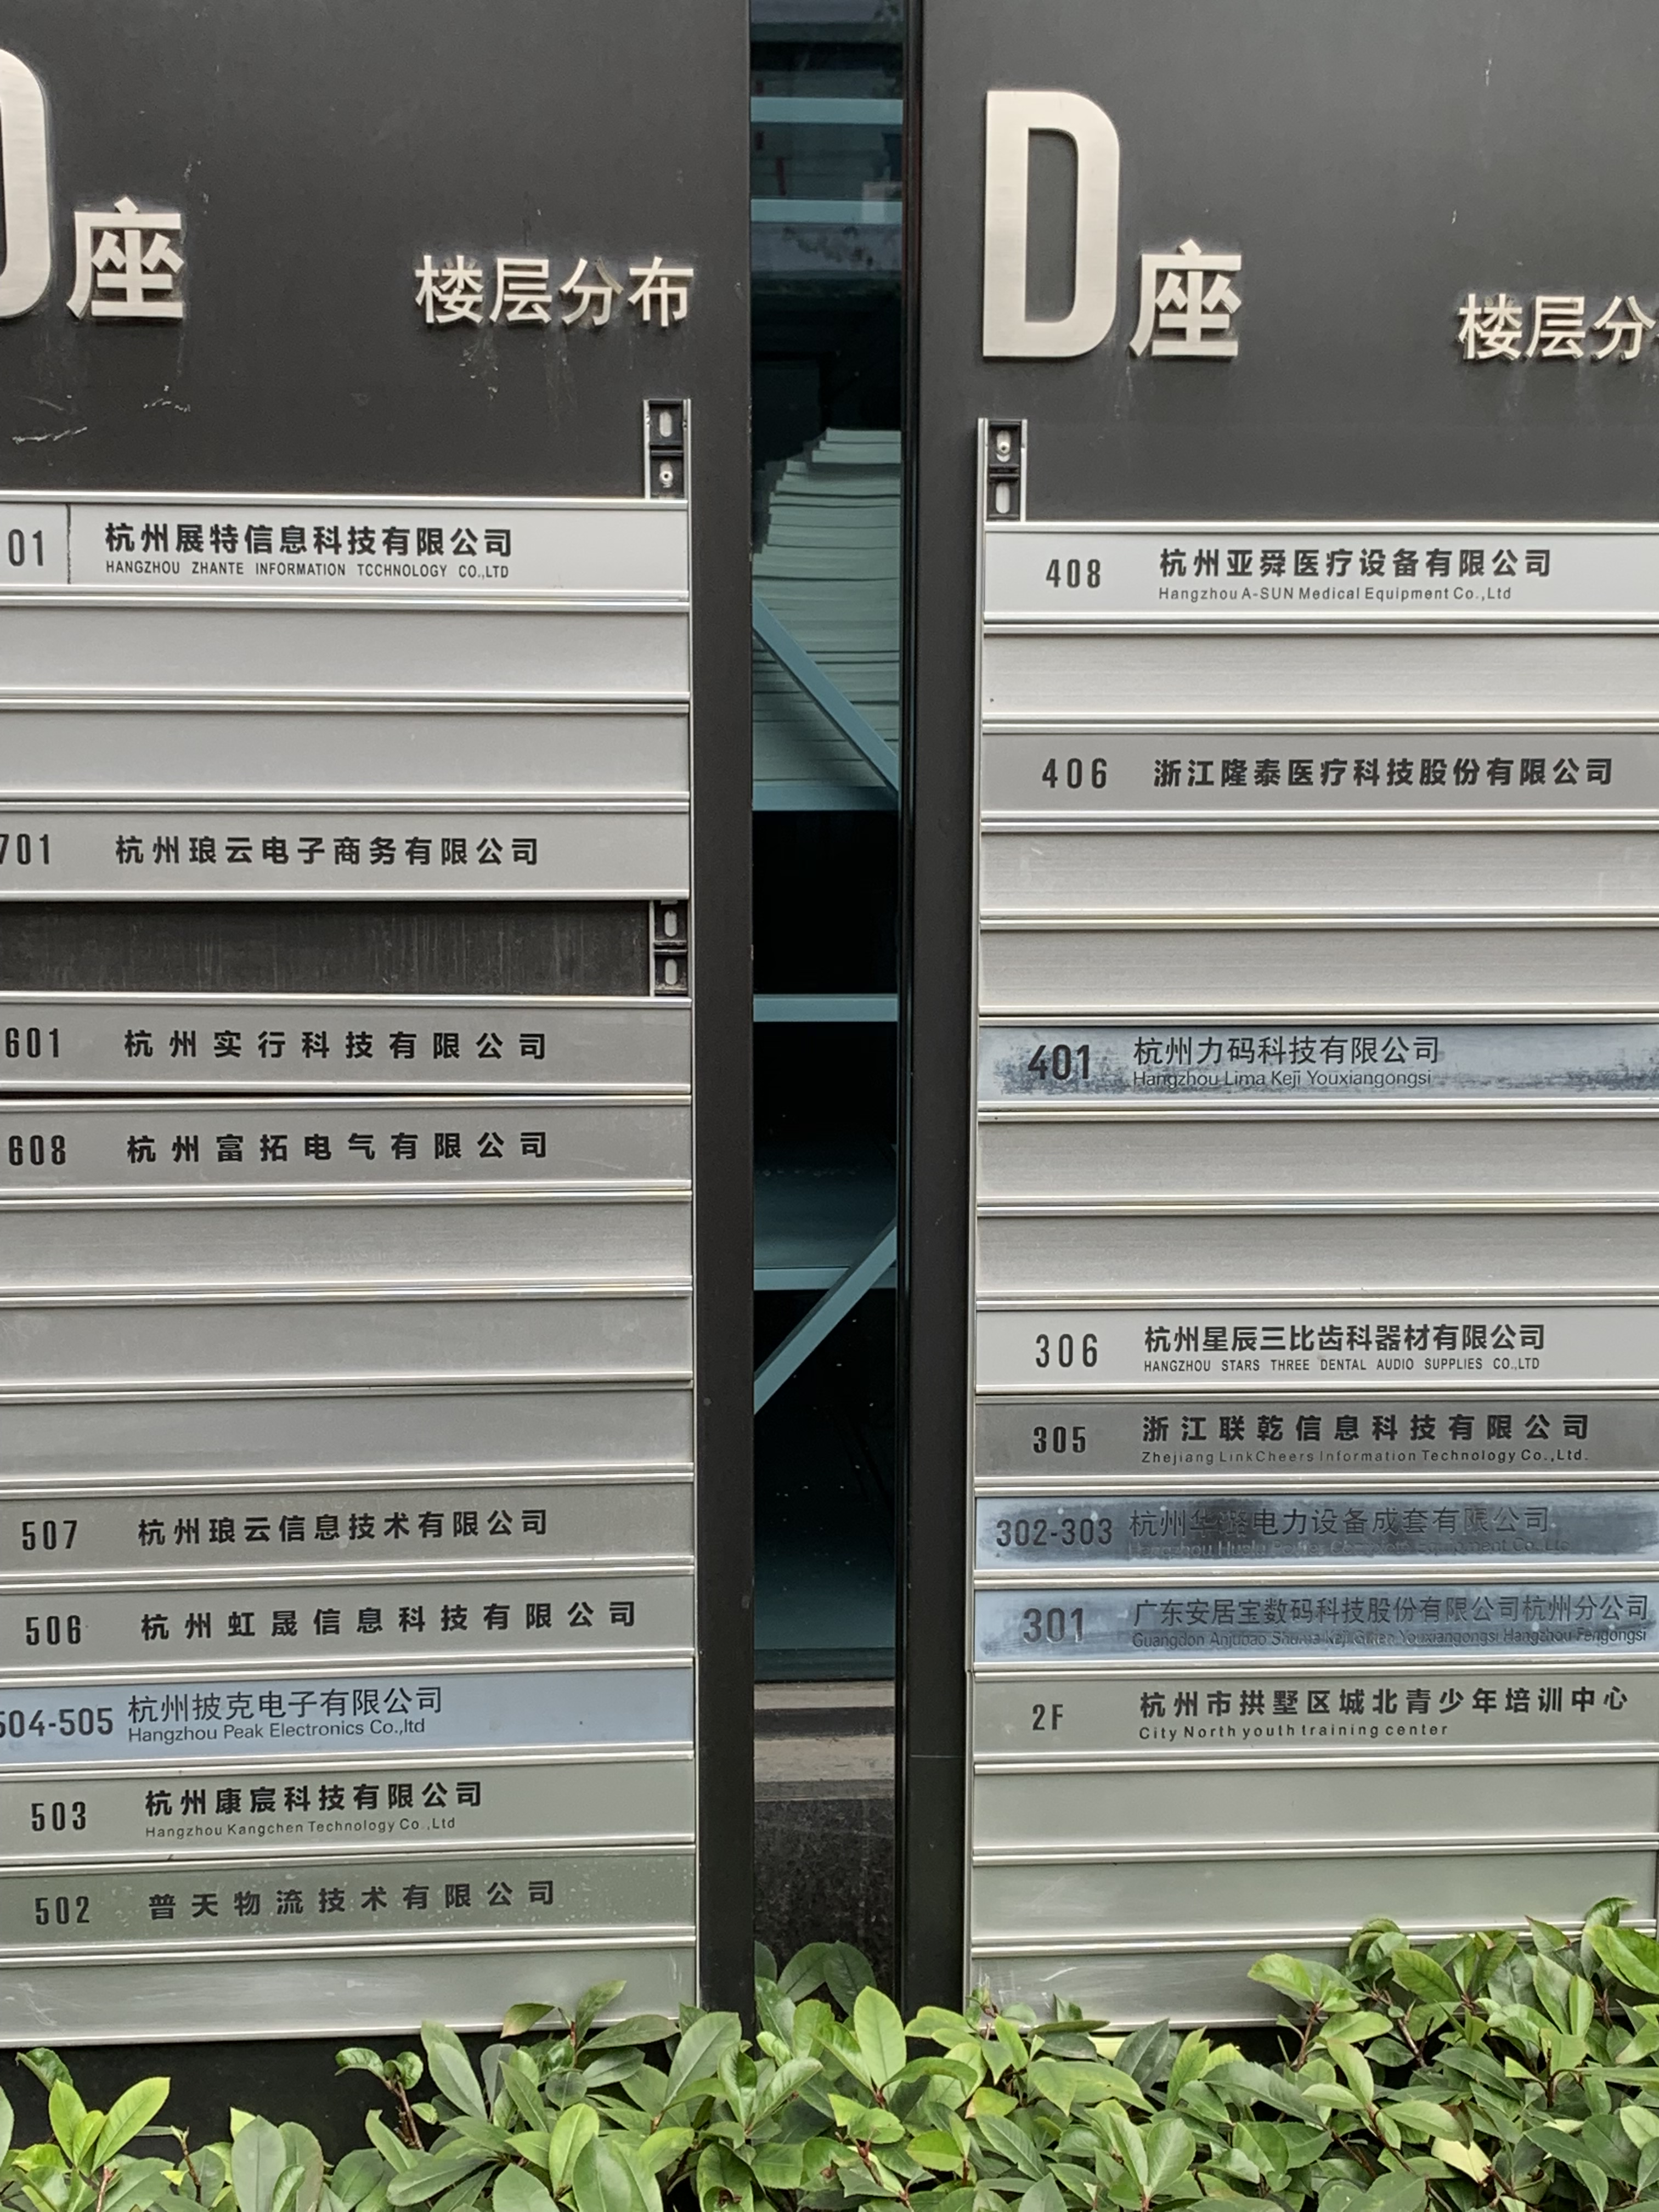 D座
楼层分布
01 杭州展特信息科技有限公司
HANGZHOU ZHANTE INFORMATION TCCHNOLOGY CO.,LTD
701 杭州琅云电子商务有限公司
601 杭州实行科技有限公司
608 杭州富拓电气有限公司
507 杭州琅云信息技术有限公司
506 杭州虹晟信息科技有限公司
504-505 杭州披克电子有限公司
Hangzhou Peak Electronics Co.,ltd
503 杭州康宸科技有限公司
Hangzhou Kangchen Technology Co.,Ltd
502 普天物流技术有限公司
D座
楼层分
408 杭州亚舜医疗设备有限公司
Hangzhou A-SUN Medical Equipment Co.,Ltd
406 浙江隆泰医疗科技股份有限公司
401 杭州力码科技有限公司
Hangzhou Lima Keji Youxiangongsi
306 杭州星辰三比齿科器材有限公司
HANGZHOU STARS THREE DENTAL AUDIO SUPPLIES CO.,LTD
305 浙江联乾信息科技有限公司
Zhejiang LinkCheers Information Technology Co.,Ltd.
302-303 杭州华 电力设备成套有限公司
Hangzhou Equipment Co.,Ltd
301 广东安居宝数码科技股份有限公司杭州分公司
Guangdon Anjubao Shuma Keji Youxiangongsi Hangzhou Fengongsi
2F 杭州市拱墅区城北青少年培训中心
City North youth training center